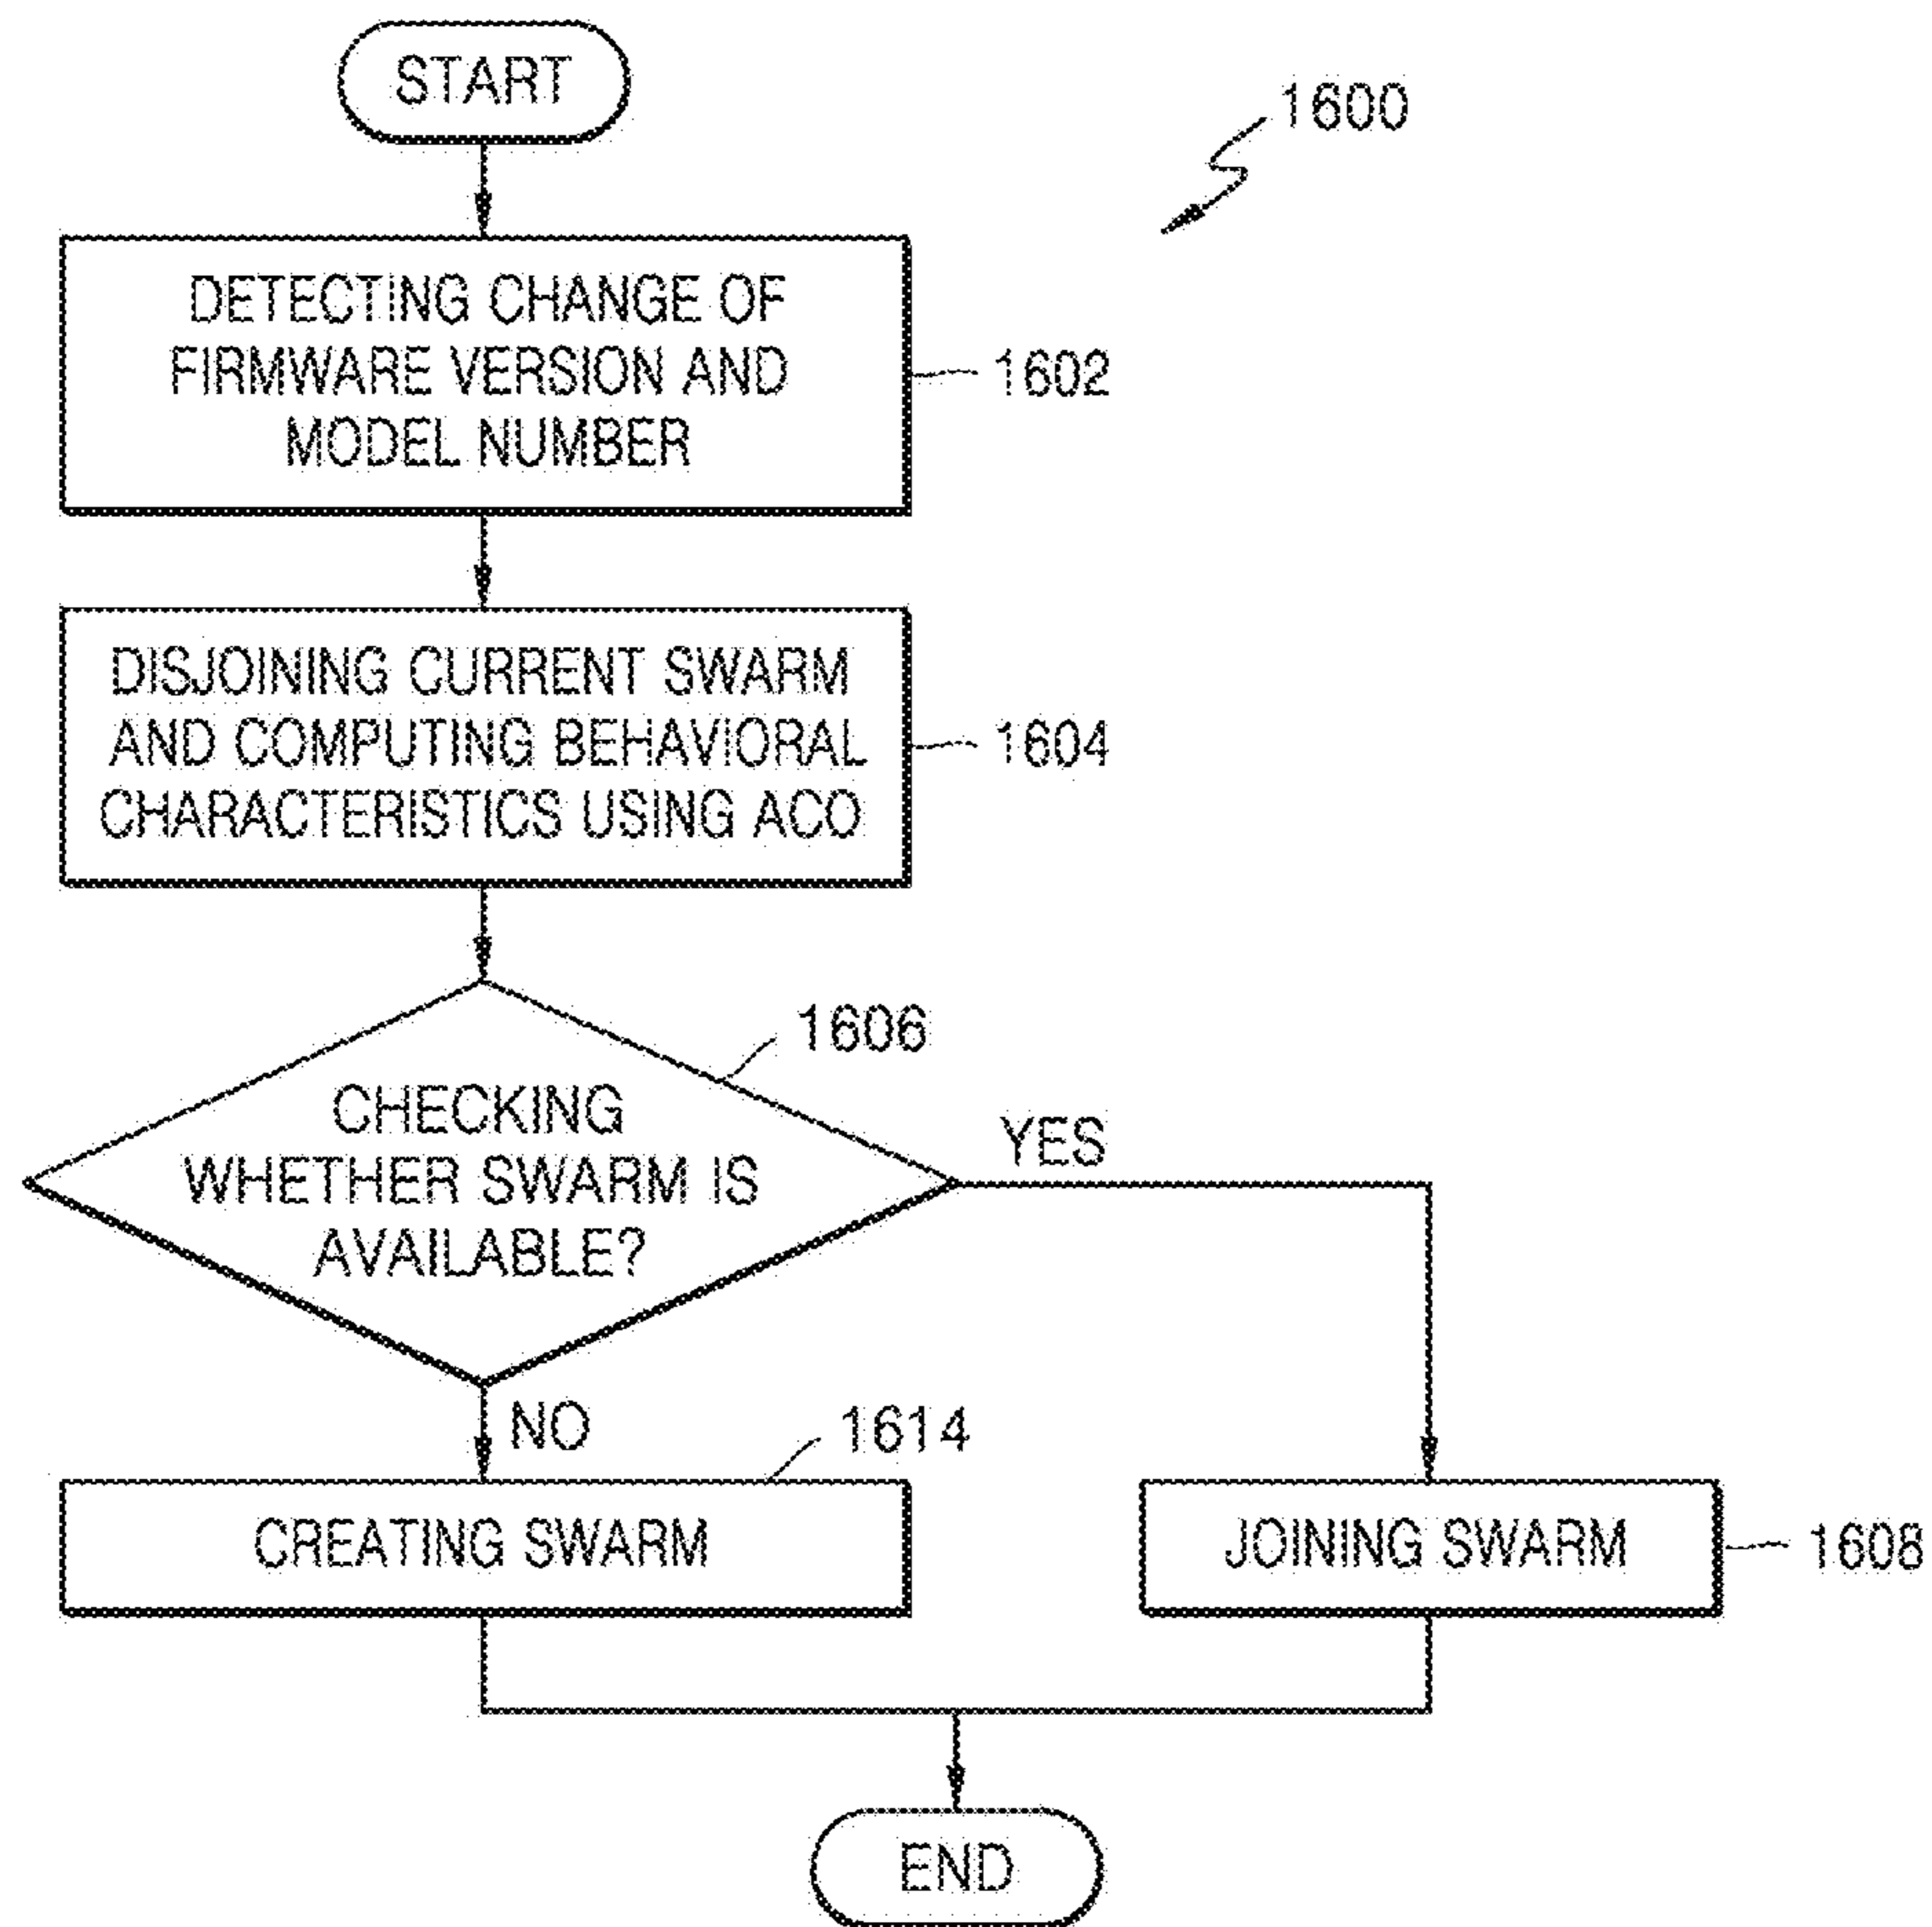 START
1600
DETECTING CHANGE OF
FIRMWARE VERSION AND
MODEL NUMBER
1602
DISJOINING CURRENT SWARM
AND COMPUTING BEHAVIORAL
CHARACTERISTICS USING ACO
1604
1606
CHECKING
WHETHER SWARM IS
AVAILABLE?
YES
NO
1614
CREATING SWARM
JOINING SWARM
1608
END